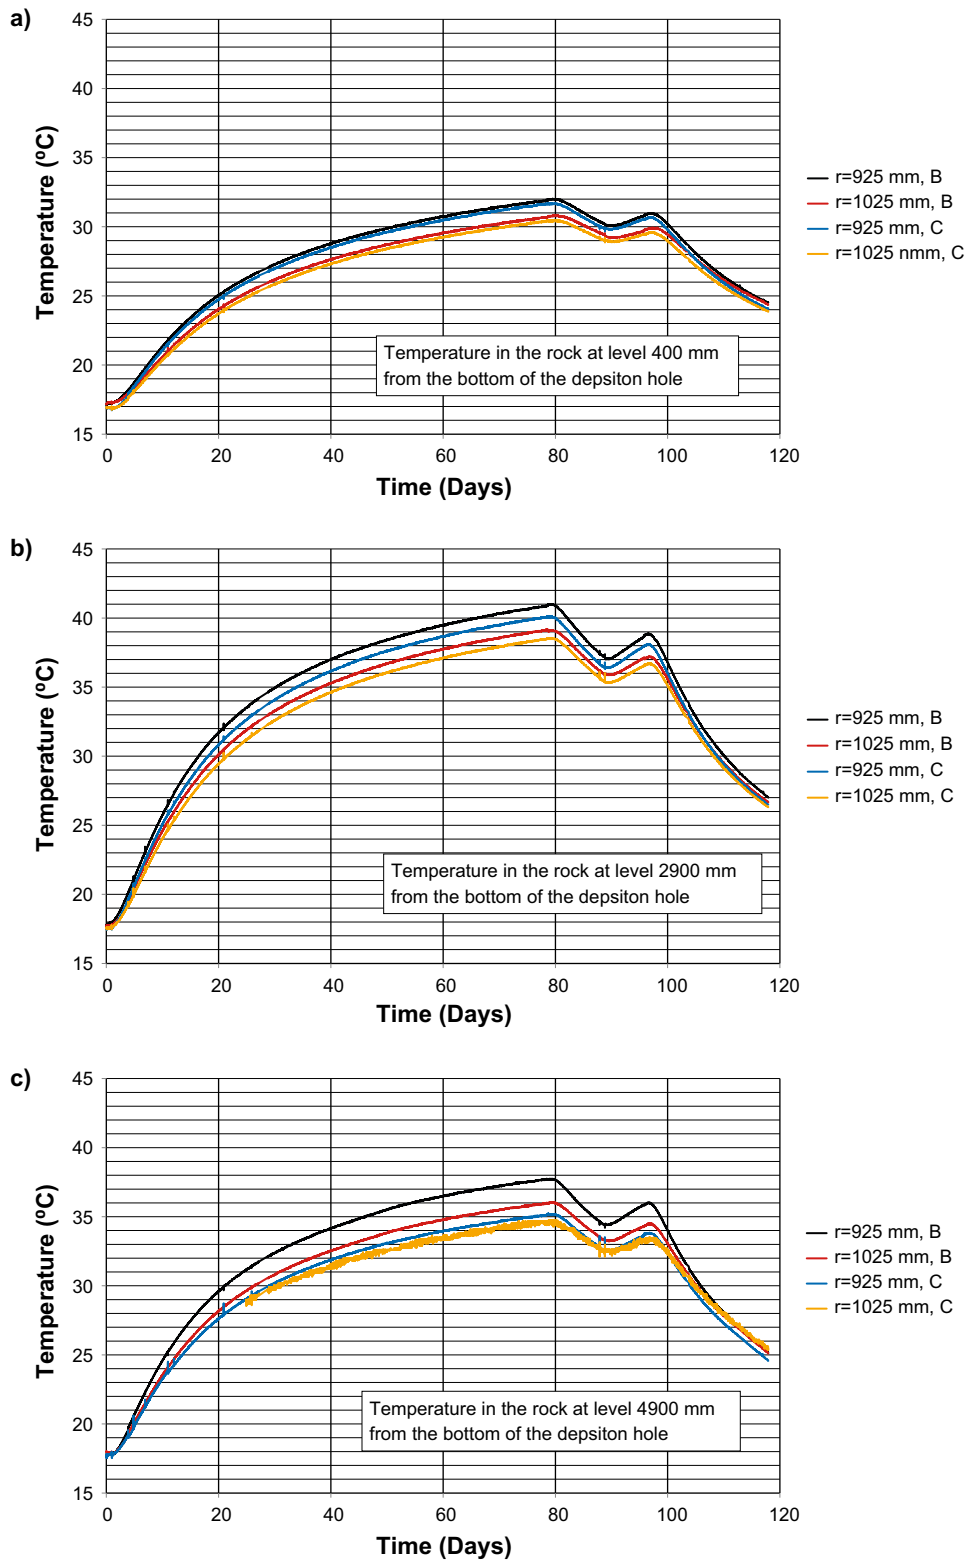 a)
45
40
35
30
25
20
15
Temperature (ºC)
0 20 40 60 80 100 120
Time (Days)
r=925 mm, B
r=1025 mm, B
r=925 mm, C
r=1025 nmm, C
Temperature in the rock at level 400 mm
from the bottom of the depsiton hole
b)
45
40
35
30
25
20
15
Temperature (ºC)
0 20 40 60 80 100 120
Time (Days)
r=925 mm, B
r=1025 mm, B
r=925 mm, C
r=1025 mm, C
Temperature in the rock at level 2900 mm
from the bottom of the depsiton hole
c)
45
40
35
30
25
20
15
Temperature (ºC)
0 20 40 60 80 100 120
Time (Days)
r=925 mm, B
r=1025 mm, B
r=925 mm, C
r=1025 mm, C
Temperature in the rock at level 4900 mm
from the bottom of the depsiton hole